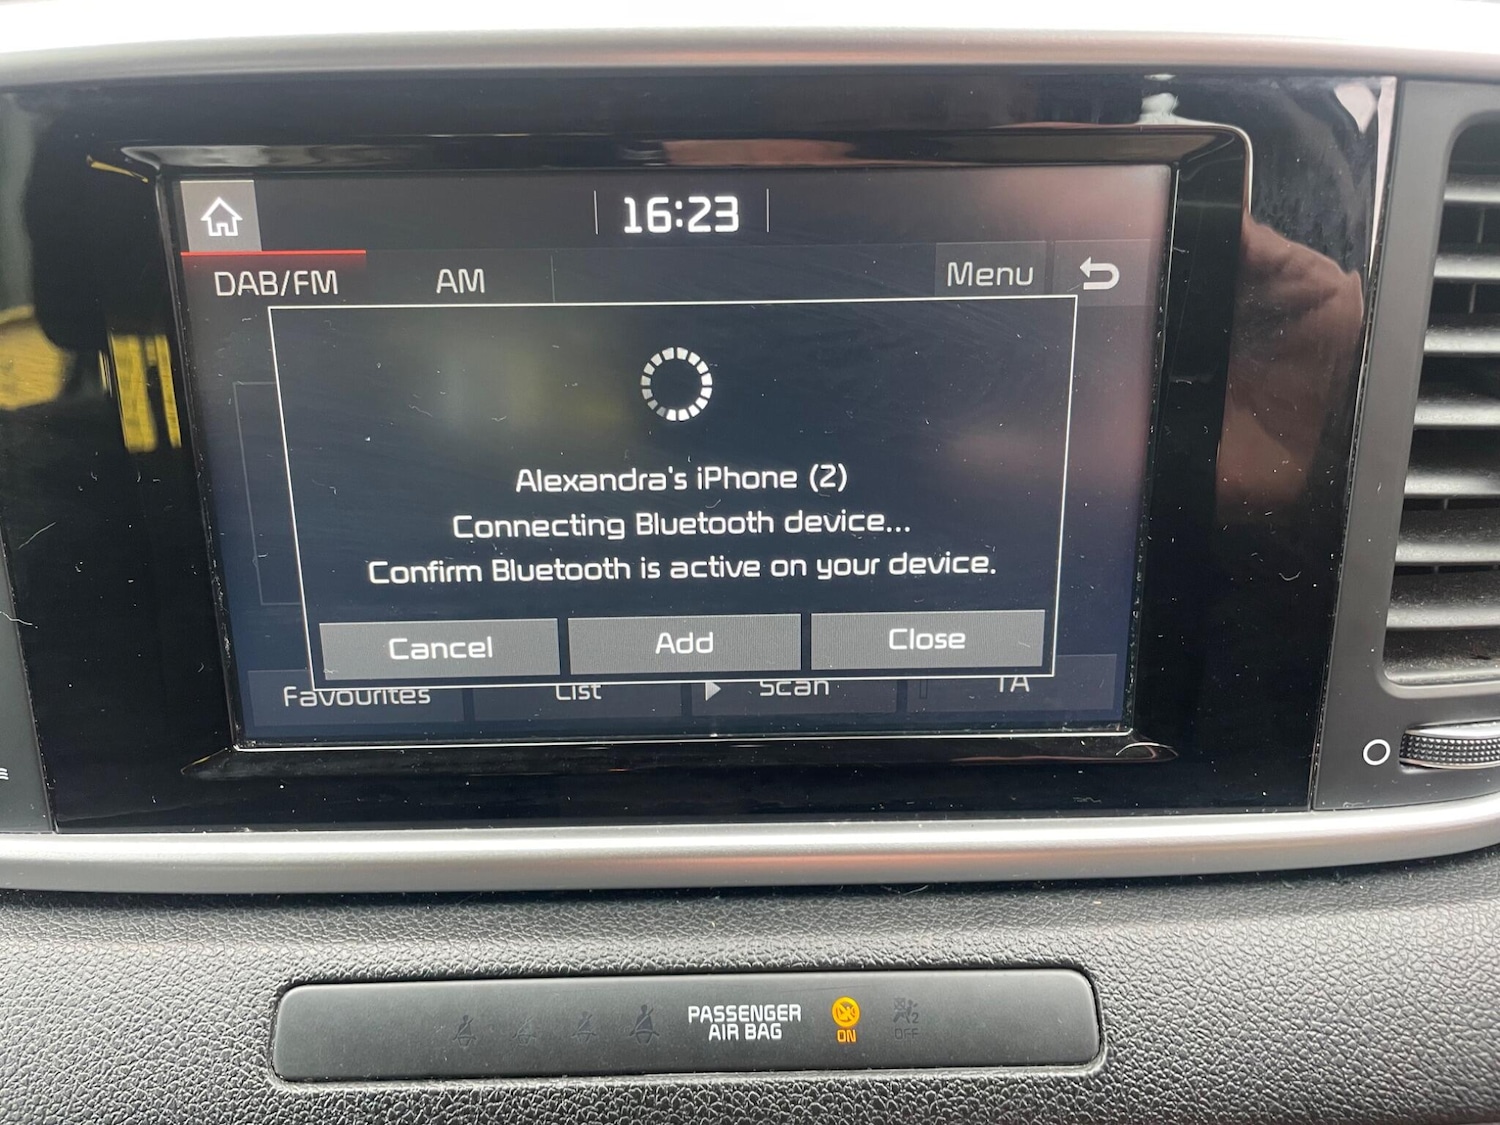 16:23
DAB/FM
AM
Menu
Alexandra's iPhone (2)
Connecting Bluetooth device...
Confirm Bluetooth is active on your device.
Cancel
Add
Close
Favourites
List
Scan
TA
PASSENGER
AIR BAG
ON
2
OFF